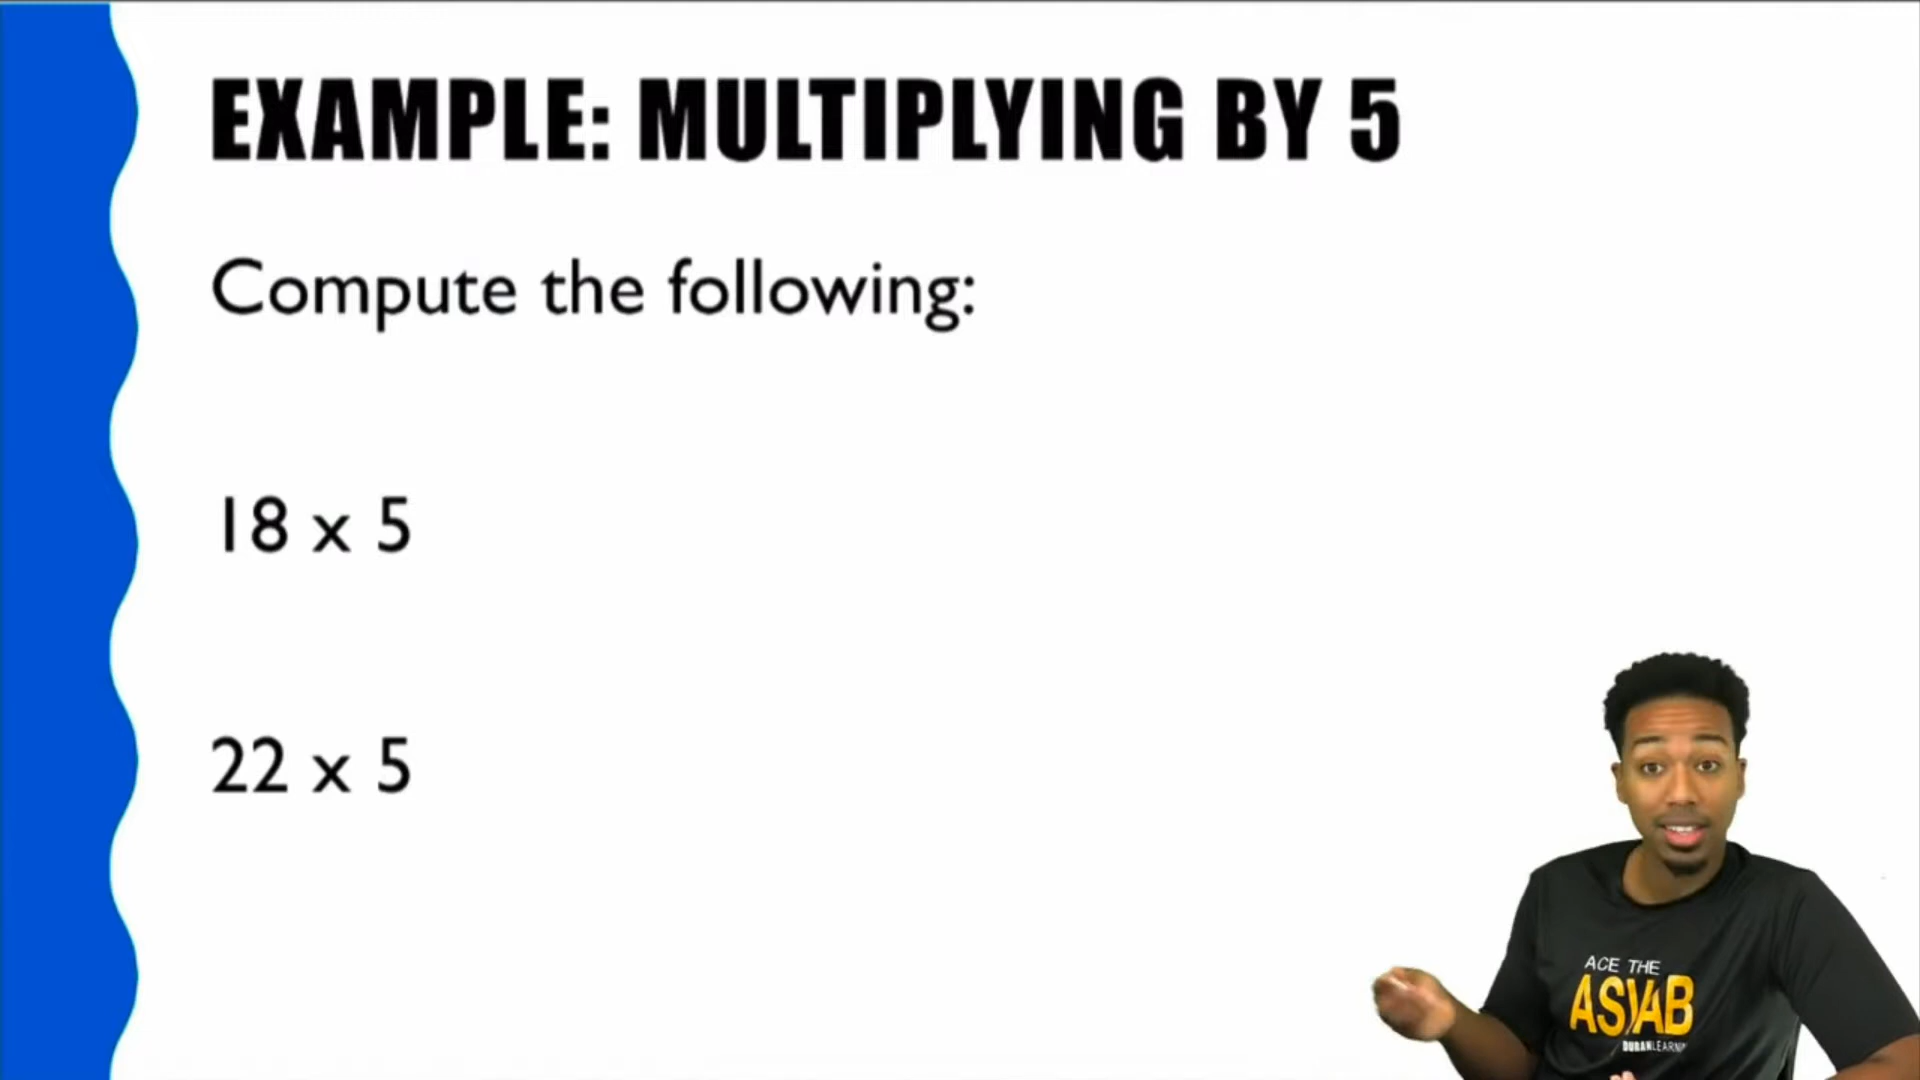 EXAMPLE: MULTIPLYING BY 5
Compute the following:
18 x 5
22 x 5
ACE THE
ASVAB